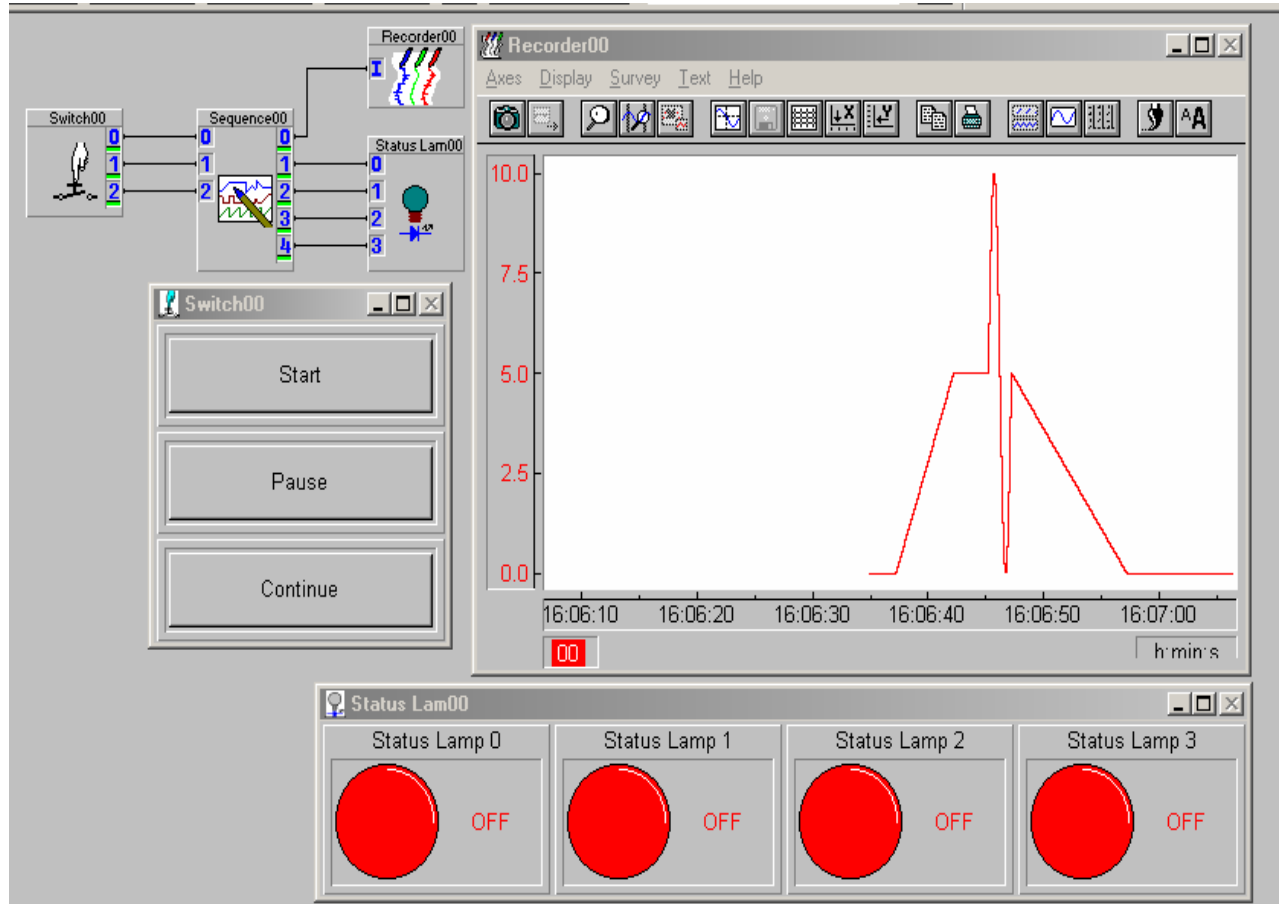 Recorder00
I
Switch00
0
1
2
Sequence00
0 0
1 1
2 2
3
4
Status Lam00
0
1
2
3
Switch00
Start
Pause
Continue
Recorder00
Axes Display Survey Text Help
X Y AA
10.0
7.5
5.0
2.5
0.0
16:06:10 16:06:20 16:06:30 16:06:40 16:06:50 16:07:00
00 h:min:s
Status Lam00
Status Lamp 0 Status Lamp 1 Status Lamp 2 Status Lamp 3
OFF OFF OFF OFF